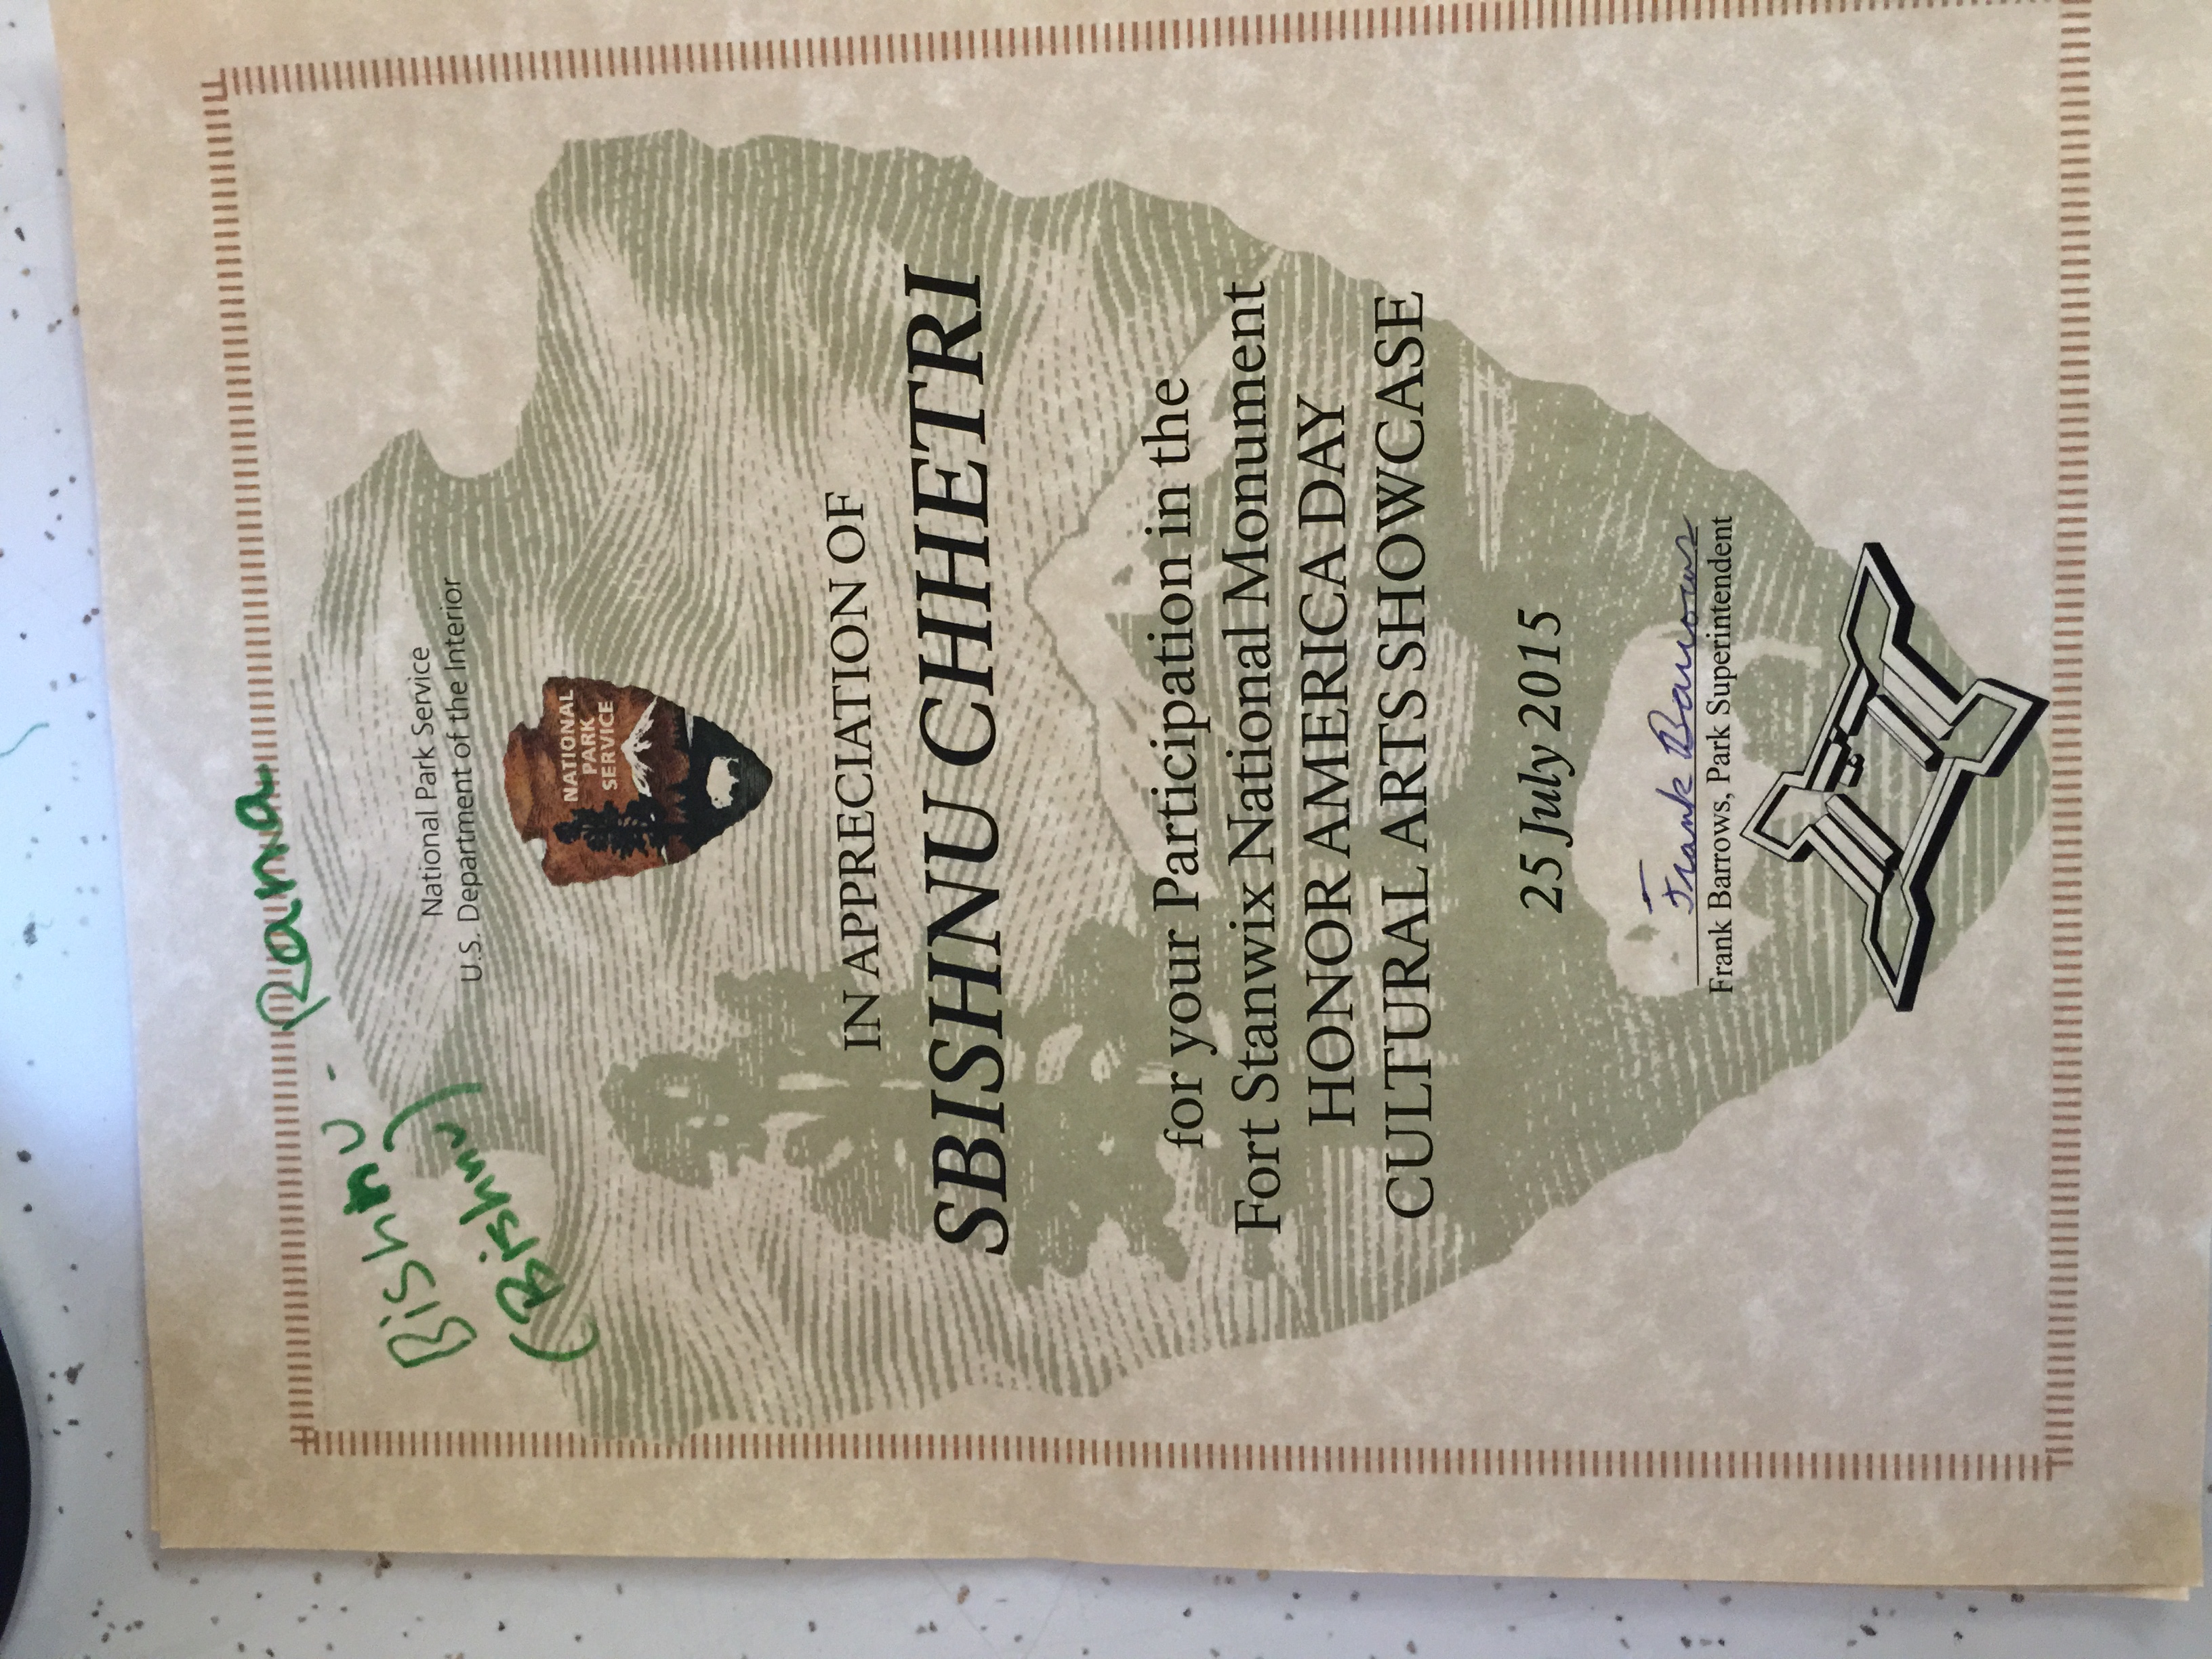 Bishnu - Rana
(Bishnu)
National Park Service
U.S. Department of the Interior
NATIONAL
PARK
SERVICE
IN APPRECIATION OF
SBISHNU CHHETRI
for your Participation in the
Fort Stanwix National Monument
HONOR AMERICA DAY
CULTURAL ARTS SHOWCASE
25 July 2015
Frank Barrows
Frank Barrows, Park Superintendent